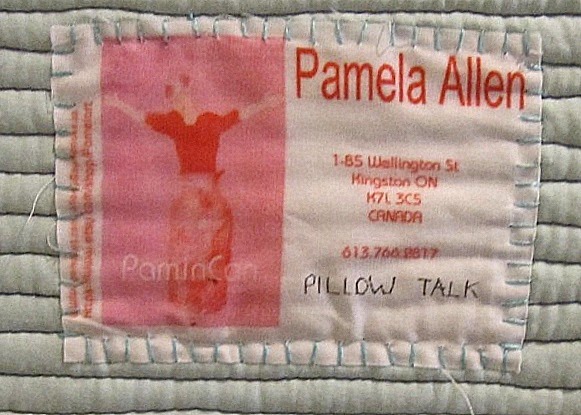 Pamela Allen
1-85 Wellington St
Kingston ON
K7L 3C5
CANADA
613.766.8817
PILLOW TALK
PaminCan